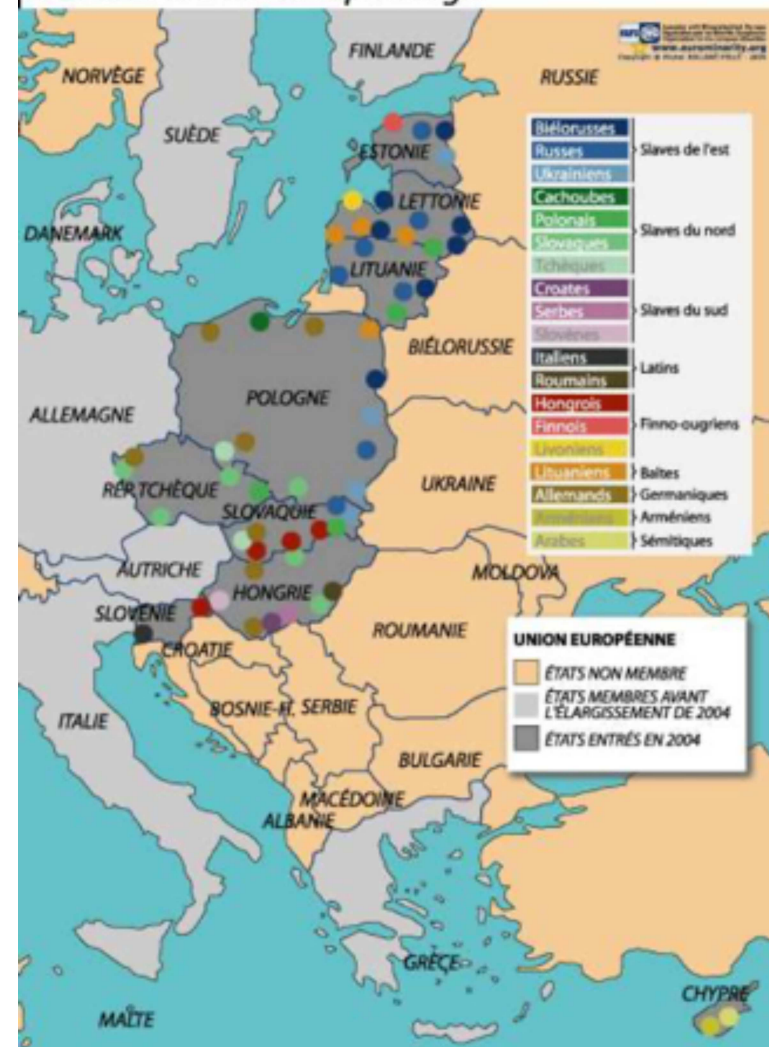 NORVÈGE
FINLANDE
RUSSIE
SUÈDE
www.eurominority.org
ESTONIE
LETTONIE
DANEMARK
LITUANIE
BIÉLORUSSIE
POLOGNE
ALLEMAGNE
RÉP. TCHÈQUE
SLOVAQUIE
UKRAINE
AUTRICHE
MOLDOVA
SLOVÉNIE
HONGRIE
ROUMANIE
CROATIE
ITALIE
BOSNIE-H.
SERBIE
BULGARIE
MACÉDOINE
ALBANIE
GRÈCE
MALTE
CHYPRE
Biélorusses
Russes
Ukrainiens
Slaves de l'est
Cachoubes
Polonais
Slovaques
Tchèques
Slaves du nord
Croates
Serbes
Slovènes
Slaves du sud
Italiens
Roumains
Latins
Hongrois
Finnois
Livoniens
Finno-ougriens
Lituaniens
Baltes
Allemands
Germaniques
Arméniens
Arméniens
Arabes
Sémitiques
UNION EUROPÉENNE
ÉTATS NON MEMBRE
ÉTATS MEMBRES AVANT
L'ÉLARGISSEMENT DE 2004
ÉTATS ENTRÉS EN 2004